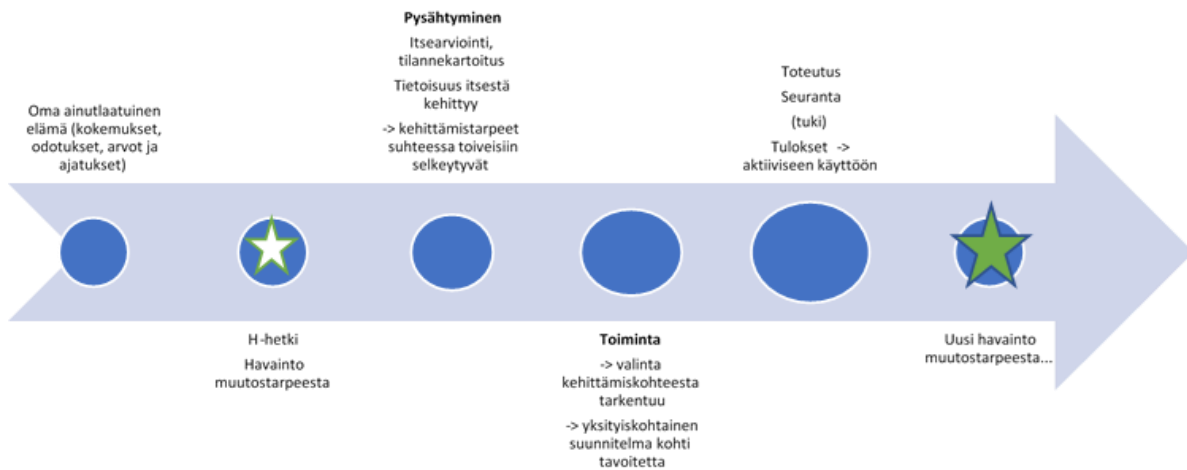 Oma ainutlaatuinen
elämä (kokemukset,
odotukset, arvot ja
ajatukset)
H-hetki
Havainto
muutostarpeesta
Pysähtyminen
Itsearviointi,
tilannekartoitus
Tietoisuus itsestä
kehittyy
-> kehittämistarpeet
suhteessa toiveisiin
selkeytyvät
Toiminta
-> valinta
kehittämiskohteesta
tarkentuu
-> yksityiskohtainen
suunnitelma kohti
tavoitetta
Toteutus
Seuranta
(tuki)
Tulokset ->
aktiiviseen käyttöön
Uusi havainto
muutostarpeesta...